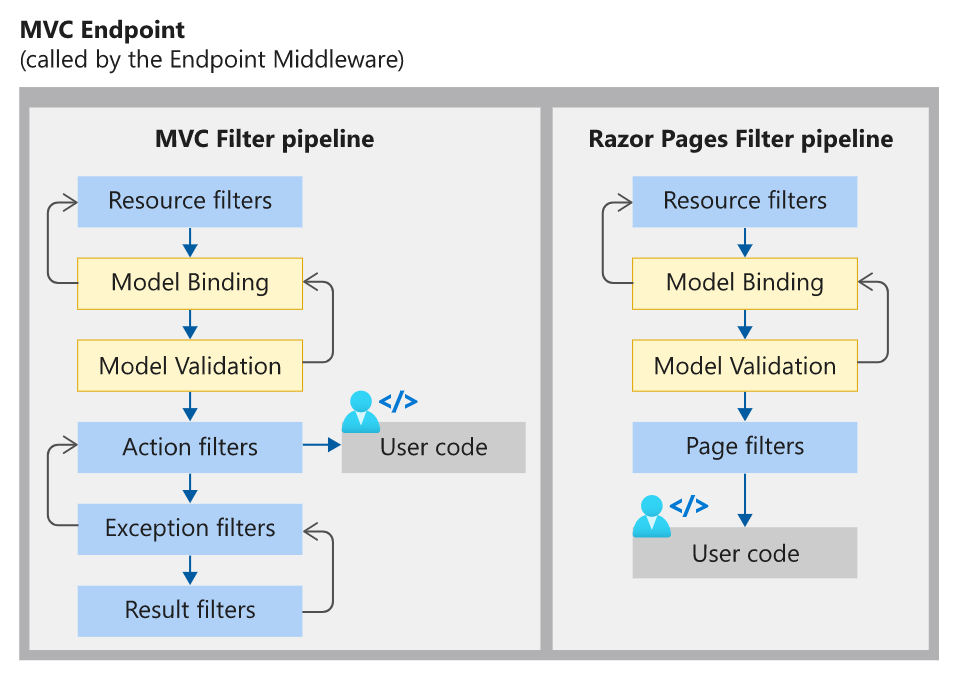 MVC Endpoint
(called by the Endpoint Middleware)
MVC Filter pipeline
Resource filters
Model Binding
Model Validation
Action filters
</>
User code
Exception filters
Result filters
Razor Pages Filter pipeline
Resource filters
Model Binding
Model Validation
Page filters
</>
User code